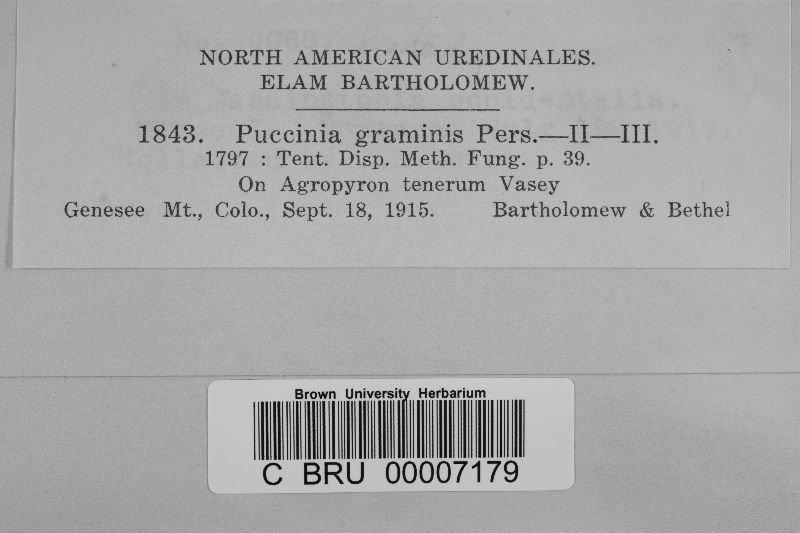 NORTH AMERICAN UREDINALES.
ELAM BARTHOLOMEW.
1843. Puccinia graminis Pers.—II—III.
1797 : Tent. Disp. Meth. Fung. p. 39.
On Agropyron tenerum Vasey
Genesee Mt., Colo., Sept. 18, 1915. Bartholomew & Bethel
Brown University Herbarium
C BRU 00007179